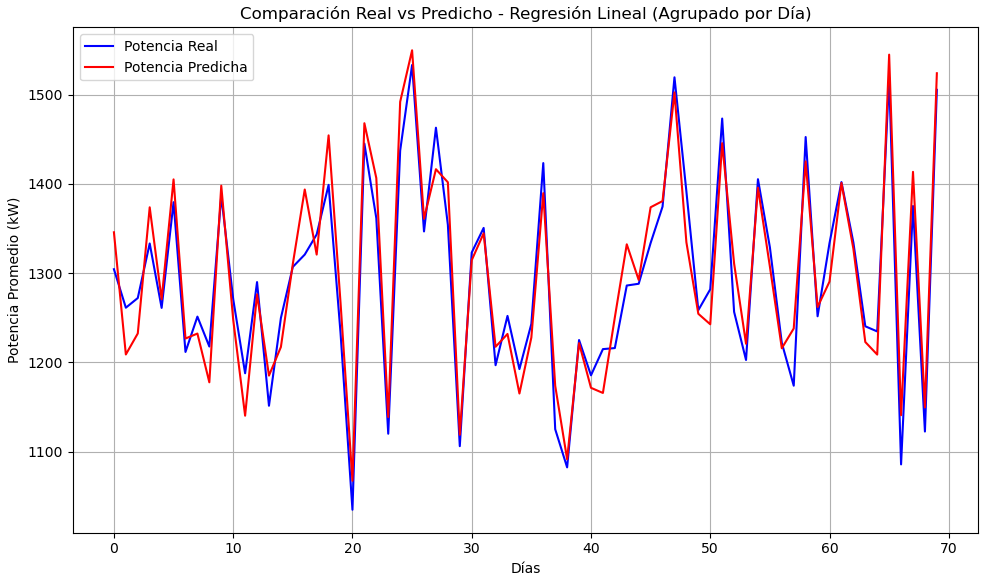 Comparación Real vs Predicho - Regresión Lineal (Agrupado por Día)
Potencia Real
Potencia Predicha
Potencia Promedio (kW)
1500
1400
1300
1200
1100
0 10 20 30 40 50 60 70
Días